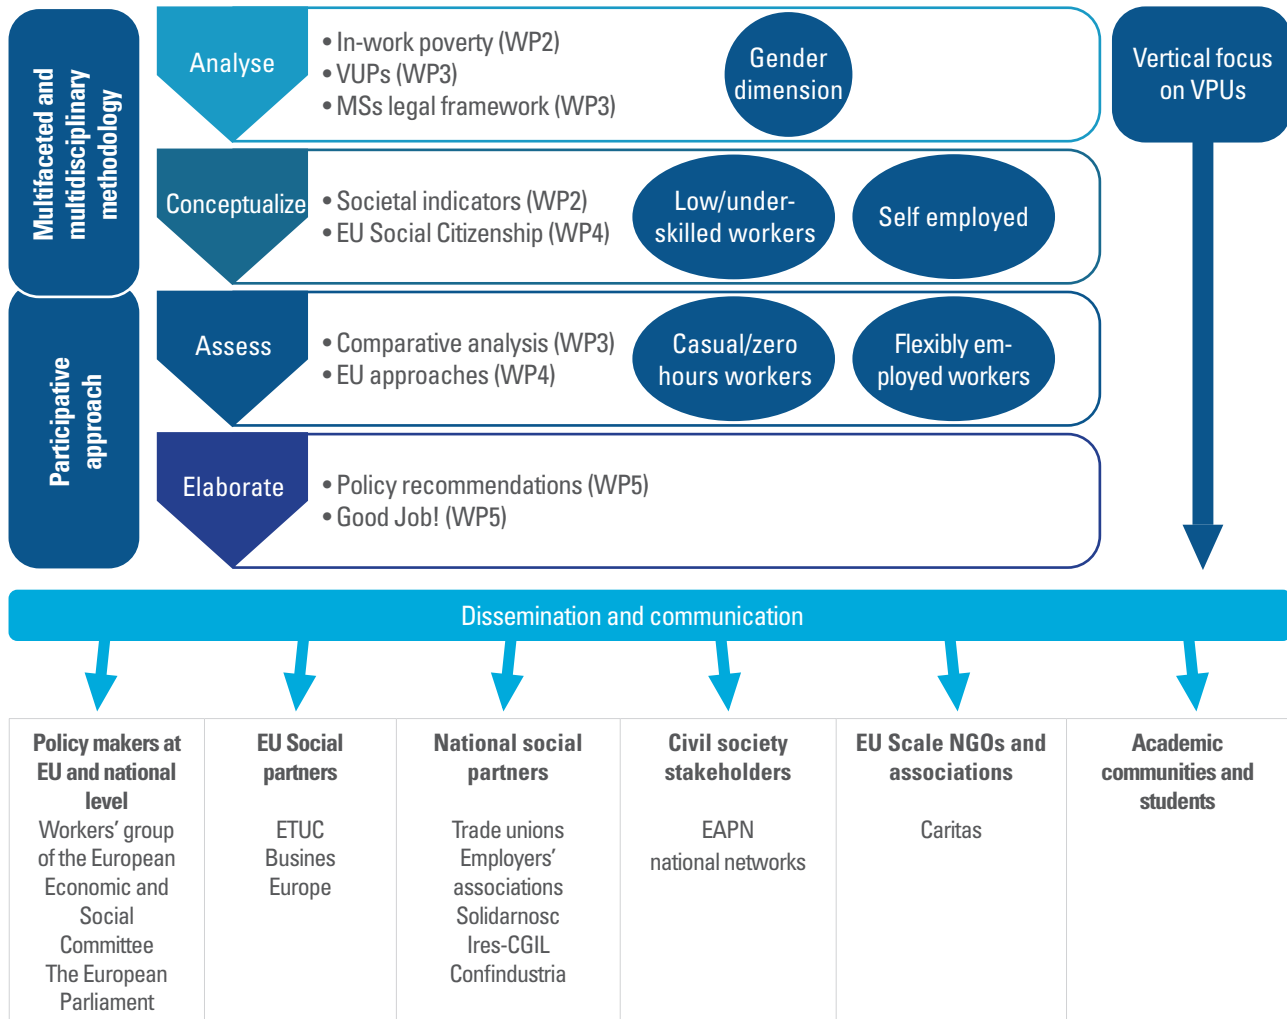 Multifaceted and
multidisciplinary
methodology
Participative
approach
Analyse
• In-work poverty (WP2)
• VUPs (WP3)
• MSs legal framework (WP3)
Gender
dimension
Vertical focus
on VPUs
Conceptualize
• Societal indicators (WP2)
• EU Social Citizenship (WP4)
Low/under-
skilled workers
Self employed
Assess
• Comparative analysis (WP3)
• EU approaches (WP4)
Casual/zero
hours workers
Flexibly em-
ployed workers
Elaborate
• Policy recommendations (WP5)
• Good Job! (WP5)
Dissemination and communication
Policy makers at
EU and national
level
Workers' group
of the European
Economic and
Social
Committee
The European
Parliament
EU Social
partners
ETUC
Busines
Europe
National social
partners
Trade unions
Employers'
associations
Solidarnosc
Ires-CGIL
Confindustria
Civil society
stakeholders
EAPN
national networks
EU Scale NGOs and
associations
Caritas
Academic
communities and
students